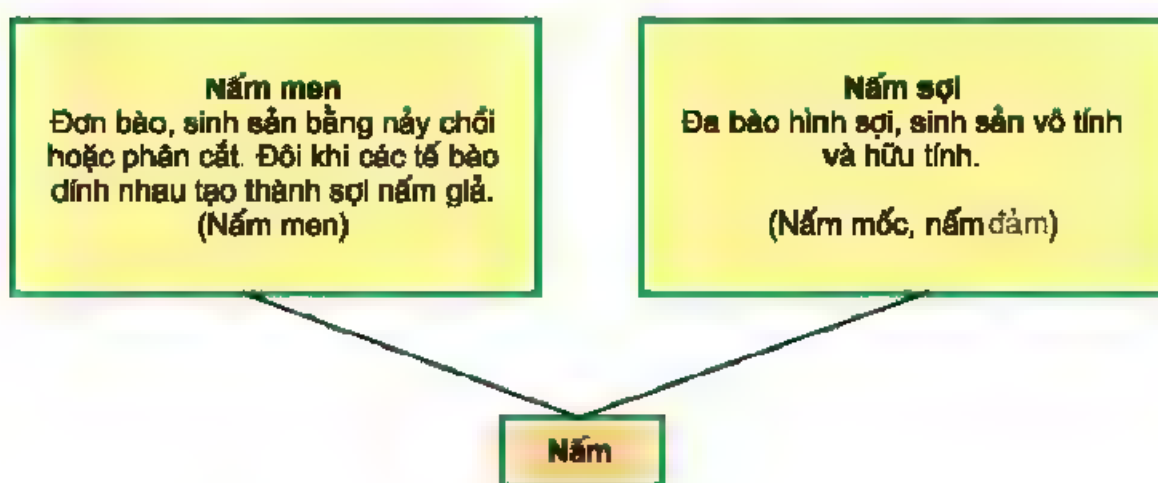 Nấm men
Đơn bào, sinh sản bằng nảy chồi
hoặc phân cắt. Đôi khi các tế bào
dính nhau tạo thành sợi nấm giả.
(Nấm men)
Nấm sợi
Đa bào hình sợi, sinh sản vô tính
và hữu tính.
(Nấm mốc, nấm đảm)
Nấm